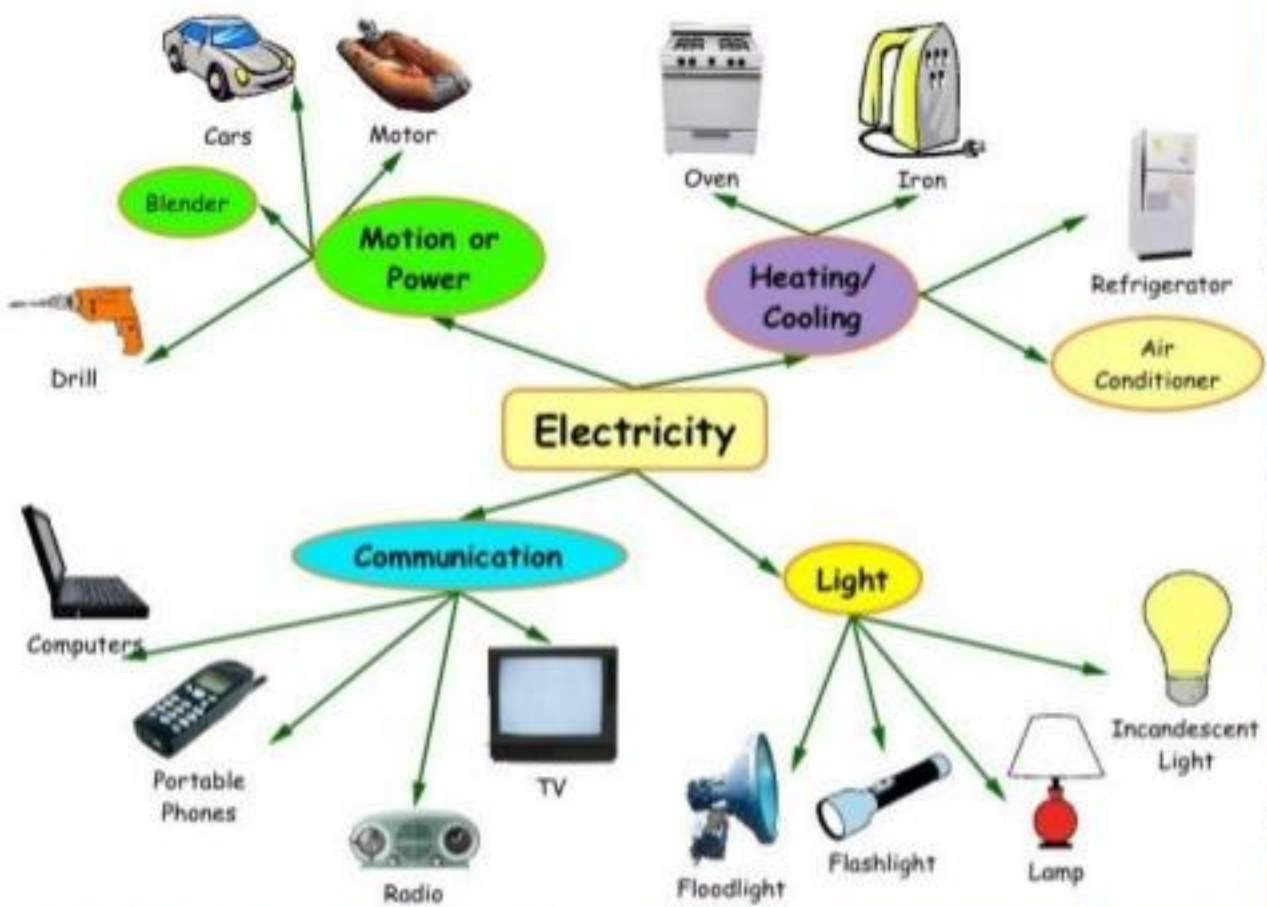 Cars
Motor
Blender
Motion or
Power
Drill
Oven
Iron
Heating/
Cooling
Refrigerator
Air
Conditioner
Electricity
Communication
Computers
Portable
Phones
Radio
TV
Light
Floodlight
Flashlight
Lamp
Incandescent
Light